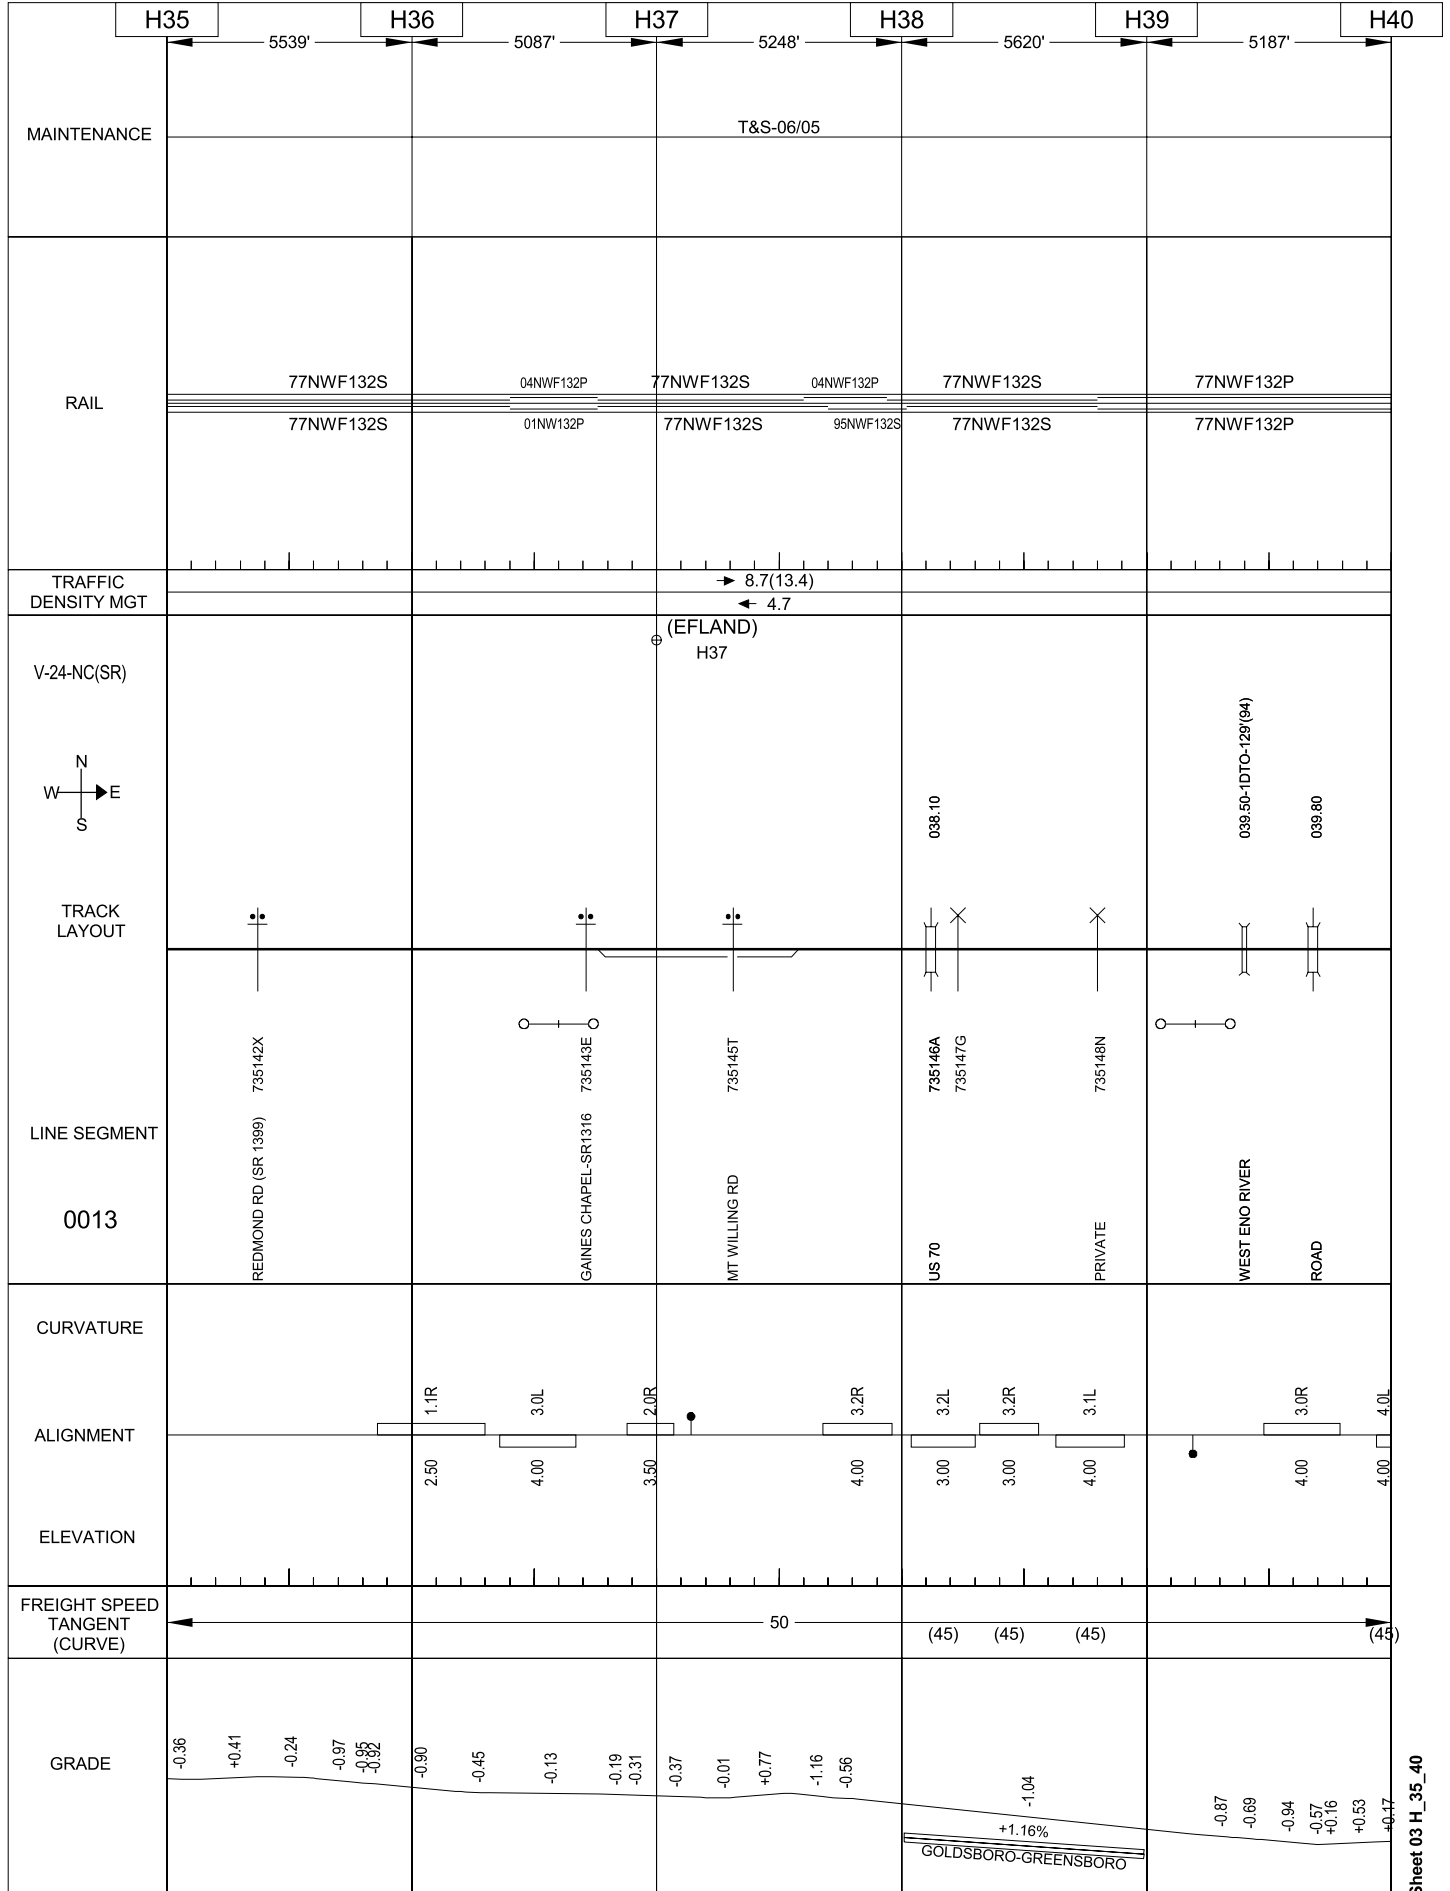 H35 H36 H37 H38 H39 H40
5539' 5087' 5248' 5620' 5187'
MAINTENANCE
T&S-06/05
RAIL
77NWF132S 04NWF132P 77NWF132S 04NWF132P 77NWF132S 77NWF132P
77NWF132S 01NW132P 77NWF132S 95NWF132S 77NWF132S 77NWF132P
TRAFFIC
DENSITY MGT
8.7(13.4)
4.7
(EFLAND)
H37
V-24-NC(SR)
N
W E
S
038.10
039.50-1DTO-129'(94)
039.80
TRACK
LAYOUT
735142X
735143E
735145T
735146A
735147G
735148N
LINE SEGMENT
0013
REDMOND RD (SR 1399)
GAINES CHAPEL-SR1316
MT WILLING RD
US 70
PRIVATE
WEST ENO RIVER
ROAD
CURVATURE
1.1R 3.0L 2.0R 3.2R 3.2L 3.2R 3.1L 3.0R 4.0L
ALIGNMENT
2.50 4.00 3.50 4.00 3.00 3.00 4.00 4.00 4.00
ELEVATION
FREIGHT SPEED
TANGENT
(CURVE)
50
(45) (45) (45) (45)
GRADE
-0.36 +0.41 -0.24 -0.97 -0.95 -0.92 -0.90 -0.45 -0.13 -0.19 -0.31 -0.37 -0.01 +0.77 -1.16 -0.56 -1.04 -0.87 -0.69 -0.94 -0.57 +0.16 +0.53 +0.17
+1.16%
GOLDSBORO-GREENSBORO
Sheet 03 H_35_40